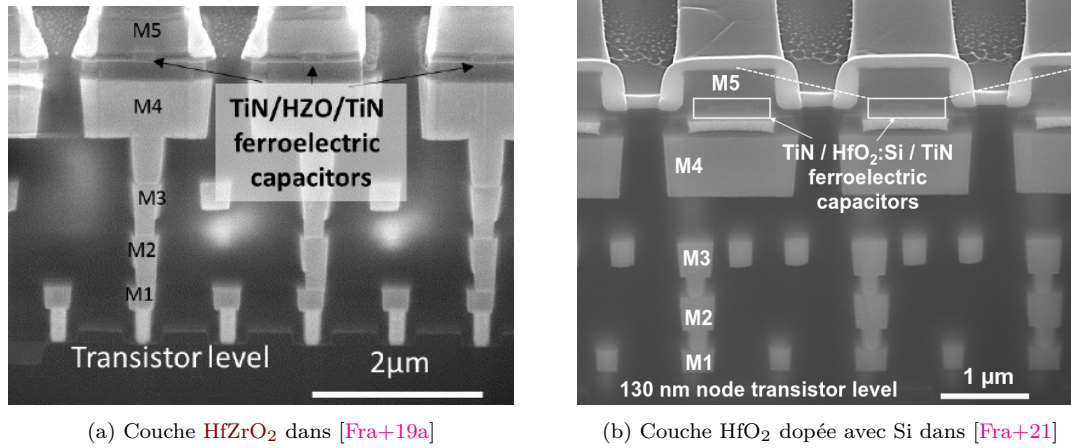 M5
M4
TiN/HZO/TiN
ferroelectric
capacitors
M3
M2
M1
Transistor level
2μm
(a) Couche HfZrO₂ dans [Fra+19a]
M5
TiN / HfO₂:Si / TiN
ferroelectric
capacitors
M4
M3
M2
M1
130 nm node transistor level
1 μm
(b) Couche HfO₂ dopée avec Si dans [Fra+21]